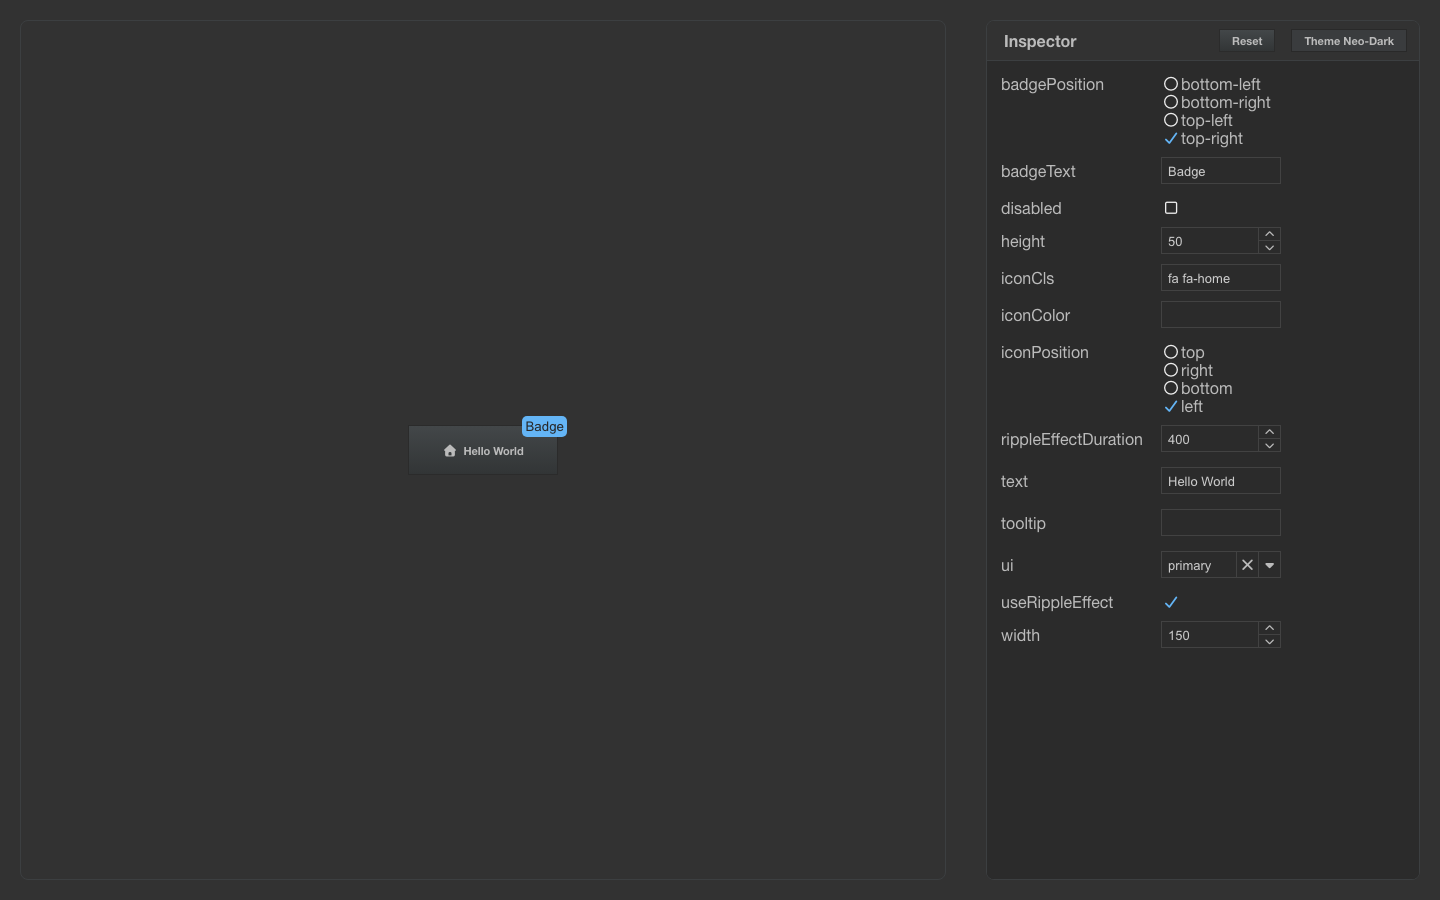 Badge
Hello World
Inspector
Reset
Theme Neo-Dark
badgePosition
bottom-left
bottom-right
top-left
top-right
badgeText
Badge
disabled
height
50
iconCls
fa fa-home
iconColor
iconPosition
top
right
bottom
left
rippleEffectDuration
400
text
Hello World
tooltip
ui
primary
useRippleEffect
width
150